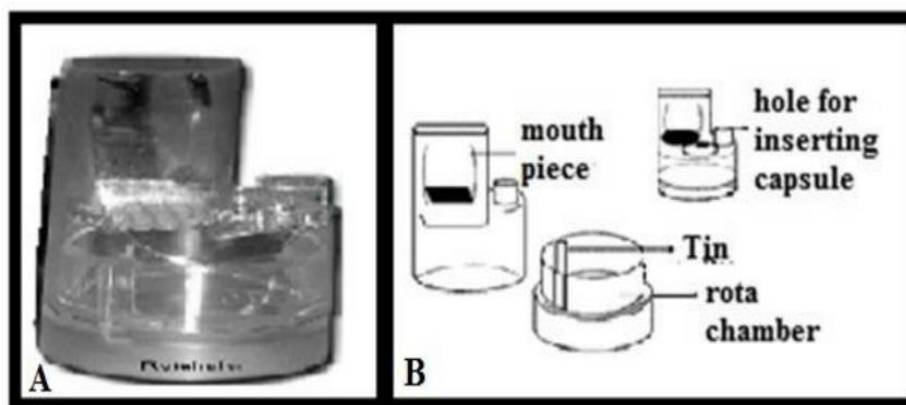 A
B
mouth
piece
hole for
inserting
capsule
Tin
rota
chamber